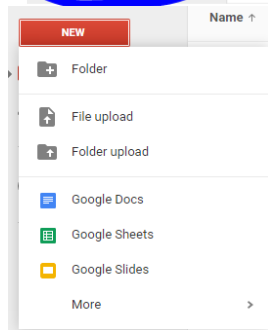 Name ↑
NEW
Folder
File upload
Folder upload
Google Docs
Google Sheets
Google Slides
More